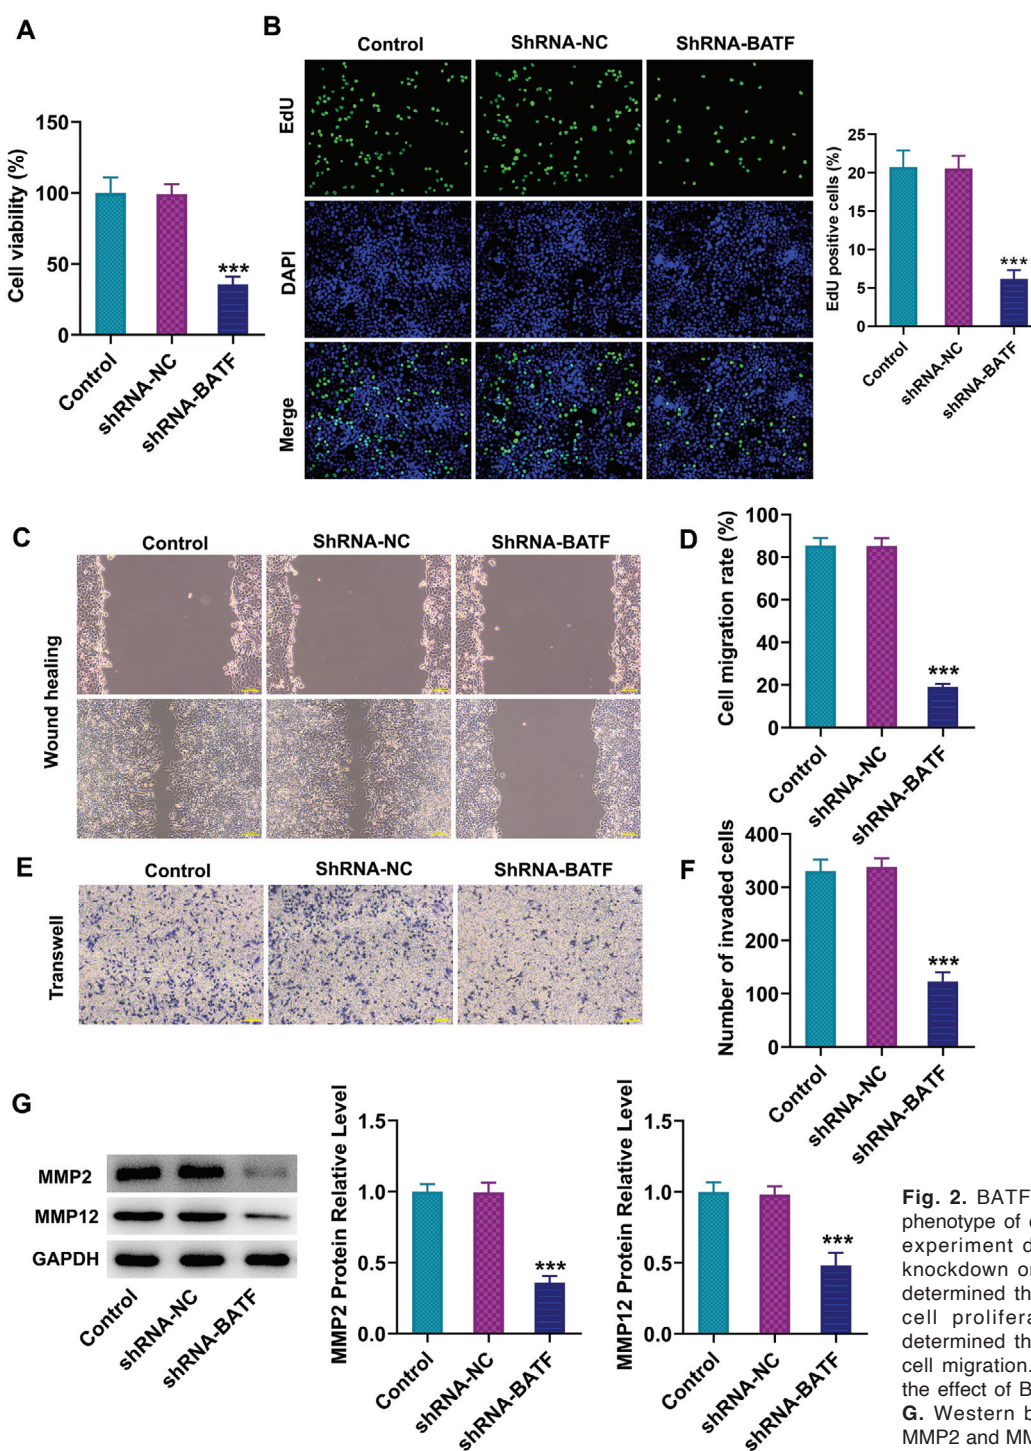 A
Cell viability (%)
150
100
50
0
Control
shRNA-NC
shRNA-BATF
***
B
Control
ShRNA-NC
ShRNA-BATF
EdU
DAPI
Merge
EdU positive cells (%)
25
20
15
10
5
0
***
Control
shRNA-NC
shRNA-BATF
C
Control
ShRNA-NC
ShRNA-BATF
Wound healing
D
Cell migration rate (%)
100
80
60
40
20
0
***
Control
shRNA-NC
shRNA-BATF
E
Control
ShRNA-NC
ShRNA-BATF
Transwell
F
Number of invaded cells
400
300
200
100
0
***
Control
shRNA-NC
shRNA-BATF
G
MMP2
MMP12
GAPDH
Control
shRNA-NC
shRNA-BATF
MMP2 Protein Relative Level
1.5
1.0
0.5
0.0
***
Control
shRNA-NC
shRNA-BATF
MMP12 Protein Relative Level
1.5
1.0
0.5
0.0
***
Control
shRNA-NC
shRNA-BATF
Fig. 2. BATF
phenotype of
experiment d
knockdown or
determined th
cell prolifera
determined th
cell migration.
the effect of B
G. Western b
MMP2 and MM